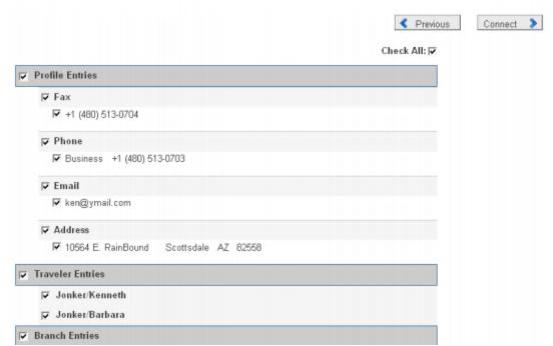 Previous Connect
Check All:
Profile Entries
Fax
+1 (480) 513-0704
Phone
Business +1 (480) 513-0703
Email
ken@ymail.com
Address
10564 E. RainBound Scottsdale AZ 82558
Traveler Entries
Jonker/Kenneth
Jonker/Barbara
Branch Entries